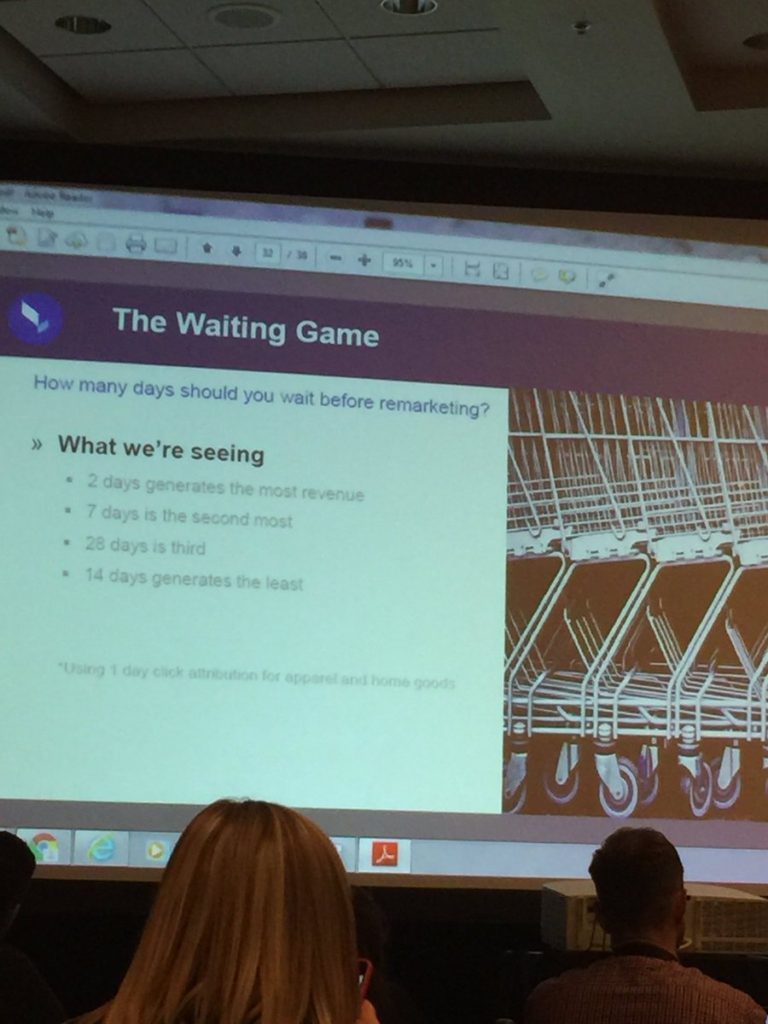 Adobe Reader
Help
32 / 38
95%
The Waiting Game
How many days should you wait before remarketing?
» What we're seeing
• 2 days generates the most revenue
• 7 days is the second most
• 28 days is third
• 14 days generates the least
*Using 1 day click attribution for apparel and home goods